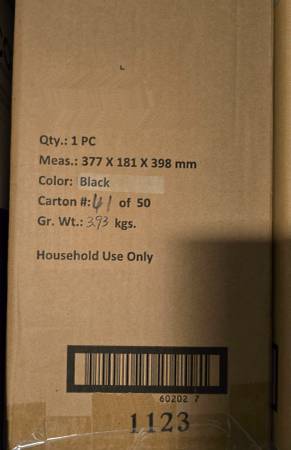 Qty.: 1 PC
Meas.: 377 X 181 X 398 mm
Color: Black
Carton #: 41 of 50
Gr. Wt.: 3.93 kgs.
Household Use Only
60202 7
1123